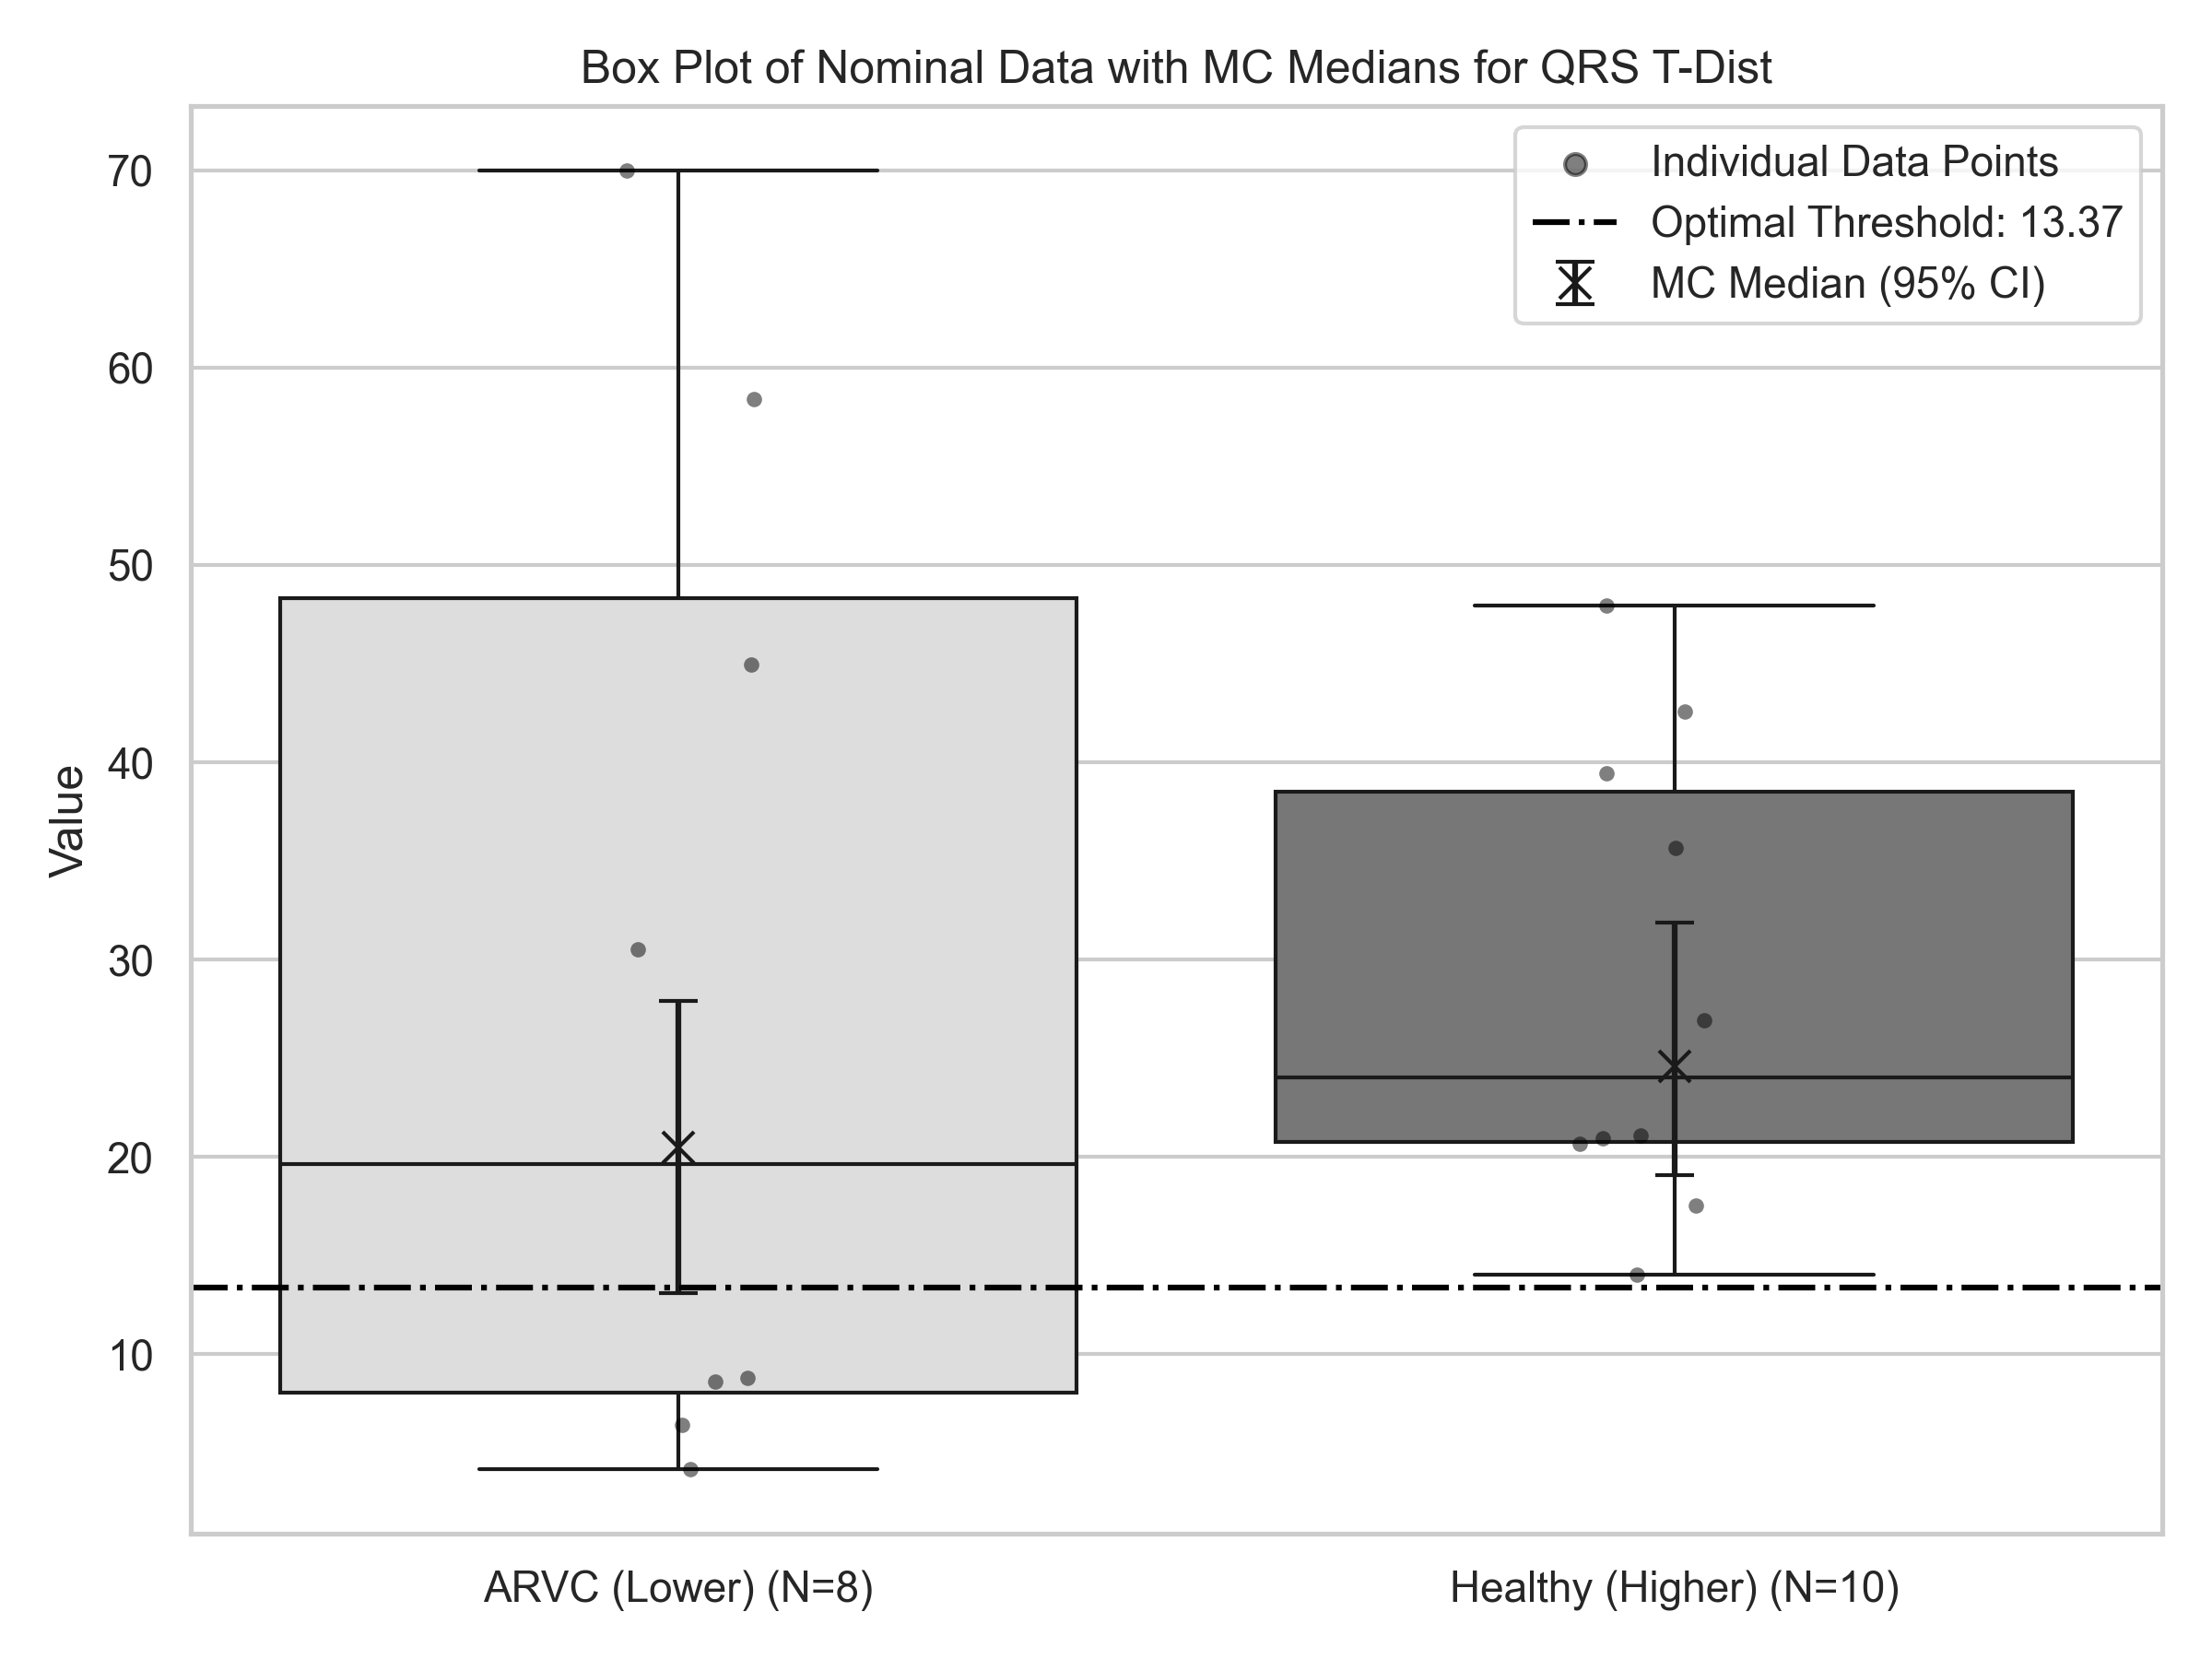 Box Plot of Nominal Data with MC Medians for QRS T-Dist
Individual Data Points
Optimal Threshold: 13.37
MC Median (95% CI)
Value
70
60
50
40
30
20
10
ARVC (Lower) (N=8)
Healthy (Higher) (N=10)